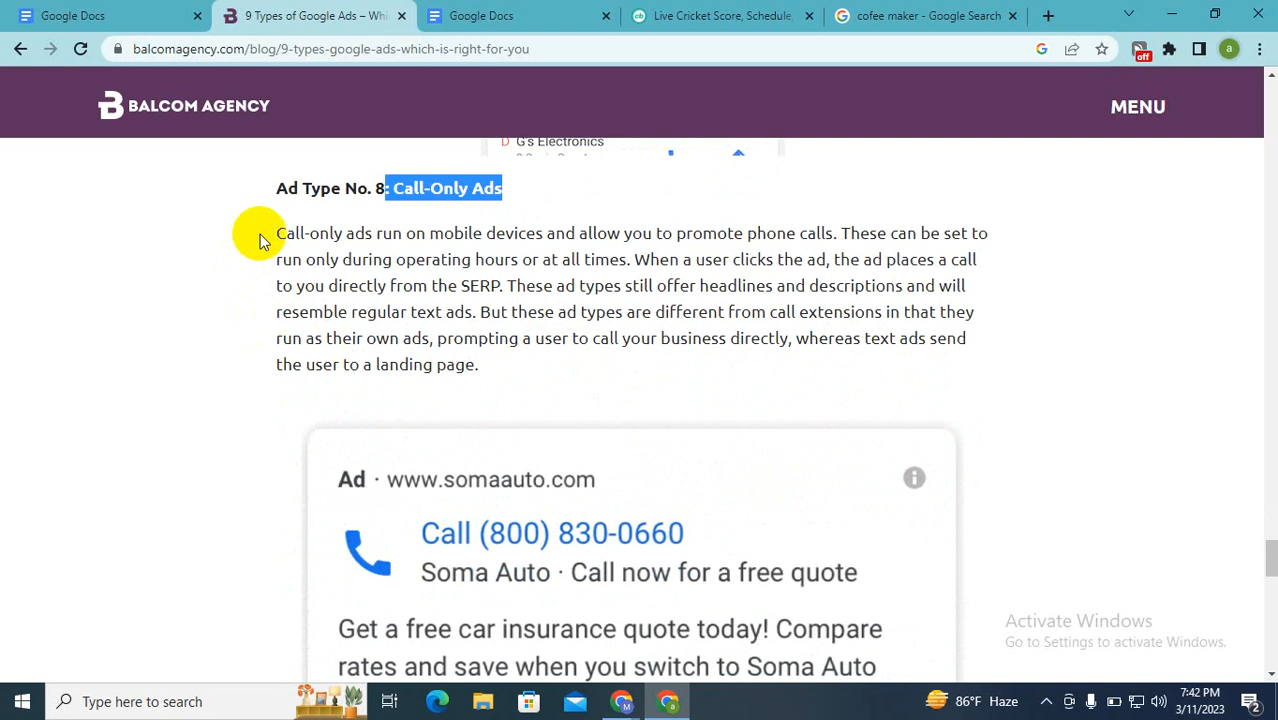 Google Docs
9 Types of Google Ads – Whi
Google Docs
Live Cricket Score, Schedule,
cofee maker - Google Search
balcomagency.com/blog/9-types-google-ads-which-is-right-for-you
off
a
BALCOM AGENCY
MENU
D G's Electronics
Ad Type No. 8: Call-Only Ads
Call-only ads run on mobile devices and allow you to promote phone calls. These can be set to
run only during operating hours or at all times. When a user clicks the ad, the ad places a call
to you directly from the SERP. These ad types still offer headlines and descriptions and will
resemble regular text ads. But these ad types are different from call extensions in that they
run as their own ads, prompting a user to call your business directly, whereas text ads send
the user to a landing page.
Ad · www.somaauto.com
Call (800) 830-0660
Soma Auto · Call now for a free quote
Get a free car insurance quote today! Compare
rates and save when you switch to Soma Auto
Activate Windows
Go to Settings to activate Windows.
Type here to search
86°F Haze
7:42 PM
3/11/2023
2